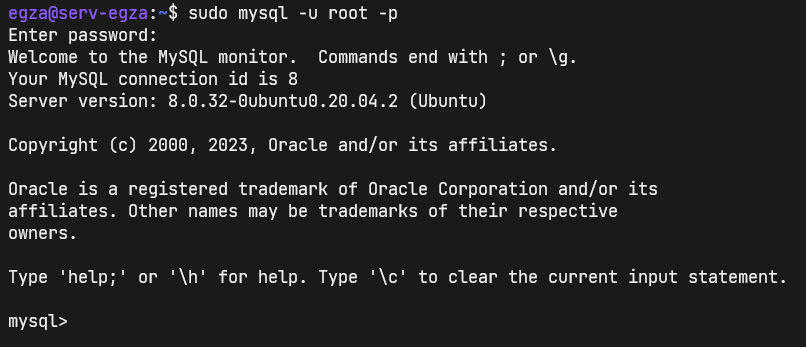 egza@serv-egza:~$ sudo mysql -u root -p
Enter password:
Welcome to the MySQL monitor.  Commands end with ; or \g.
Your MySQL connection id is 8
Server version: 8.0.32-0ubuntu0.20.04.2 (Ubuntu)
Copyright (c) 2000, 2023, Oracle and/or its affiliates.
Oracle is a registered trademark of Oracle Corporation and/or its
affiliates. Other names may be trademarks of their respective
owners.
Type 'help;' or '\h' for help. Type '\c' to clear the current input statement.
mysql>